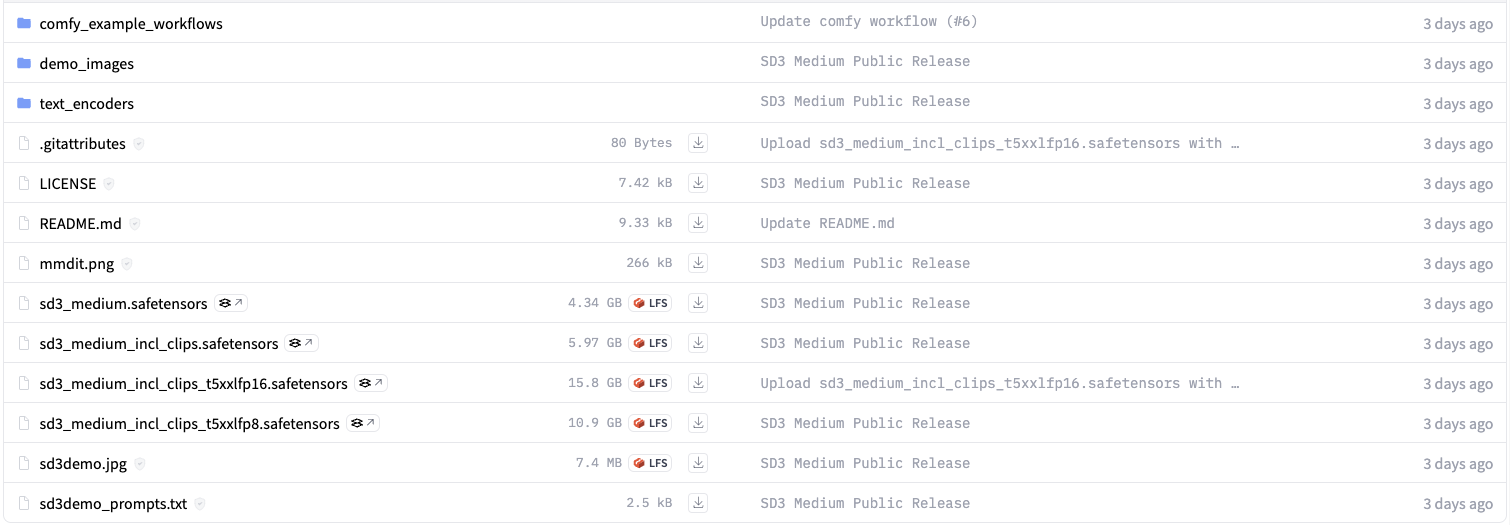 comfy_example_workflows Update comfy workflow (#6) 3 days ago
demo_images SD3 Medium Public Release 3 days ago
text_encoders SD3 Medium Public Release 3 days ago
.gitattributes 80 Bytes Upload sd3_medium_incl_clips_t5xxlfp16.safetensors with … 3 days ago
LICENSE 7.42 kB SD3 Medium Public Release 3 days ago
README.md 9.33 kB Update README.md 3 days ago
mmdit.png 266 kB SD3 Medium Public Release 3 days ago
sd3_medium.safetensors 4.34 GB LFS SD3 Medium Public Release 3 days ago
sd3_medium_incl_clips.safetensors 5.97 GB LFS SD3 Medium Public Release 3 days ago
sd3_medium_incl_clips_t5xxlfp16.safetensors 15.8 GB LFS Upload sd3_medium_incl_clips_t5xxlfp16.safetensors with … 3 days ago
sd3_medium_incl_clips_t5xxlfp8.safetensors 10.9 GB LFS SD3 Medium Public Release 3 days ago
sd3demo.jpg 7.4 MB LFS SD3 Medium Public Release 3 days ago
sd3demo_prompts.txt 2.5 kB SD3 Medium Public Release 3 days ago